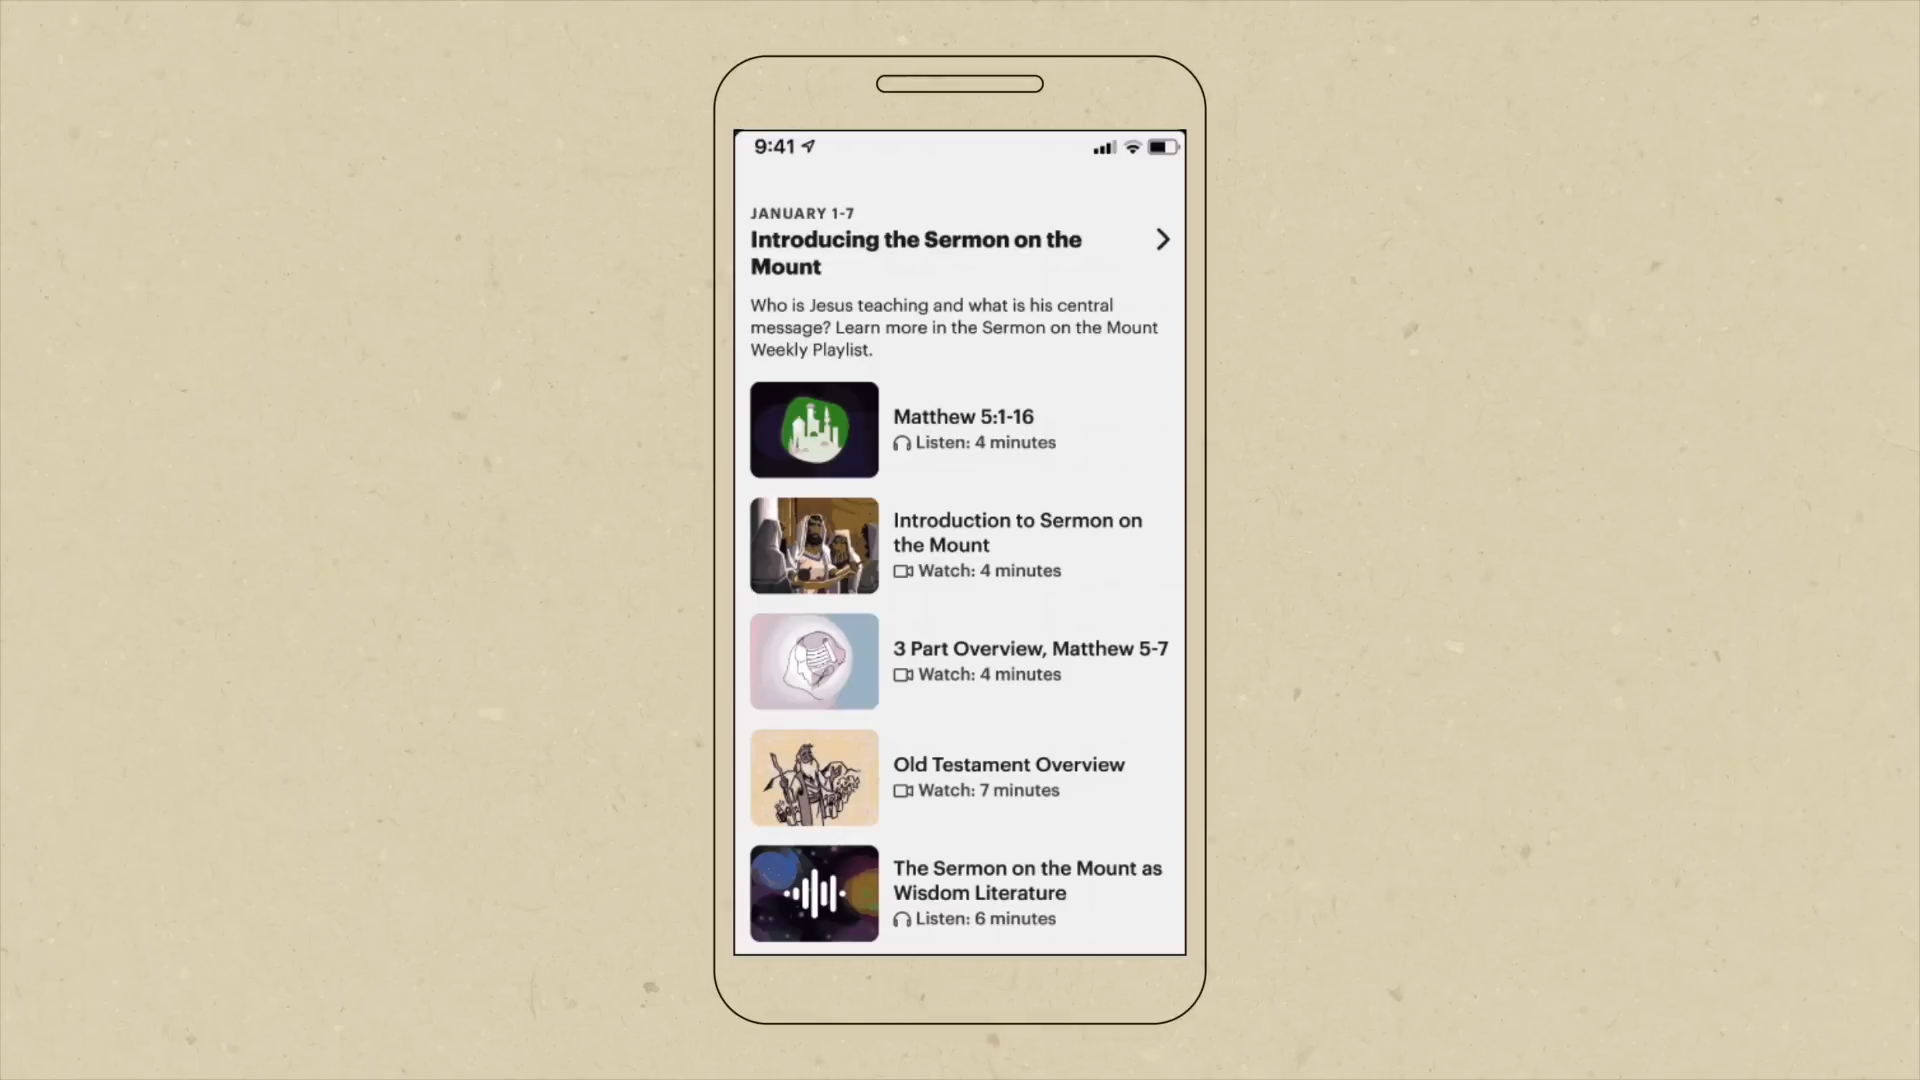 9:41
JANUARY 1-7
Introducing the Sermon on the
Mount
Who is Jesus teaching and what is his central
message? Learn more in the Sermon on the Mount
Weekly Playlist.
Matthew 5:1-16
Listen: 4 minutes
Introduction to Sermon on
the Mount
Watch: 4 minutes
3 Part Overview, Matthew 5-7
Watch: 4 minutes
Old Testament Overview
Watch: 7 minutes
The Sermon on the Mount as
Wisdom Literature
Listen: 6 minutes